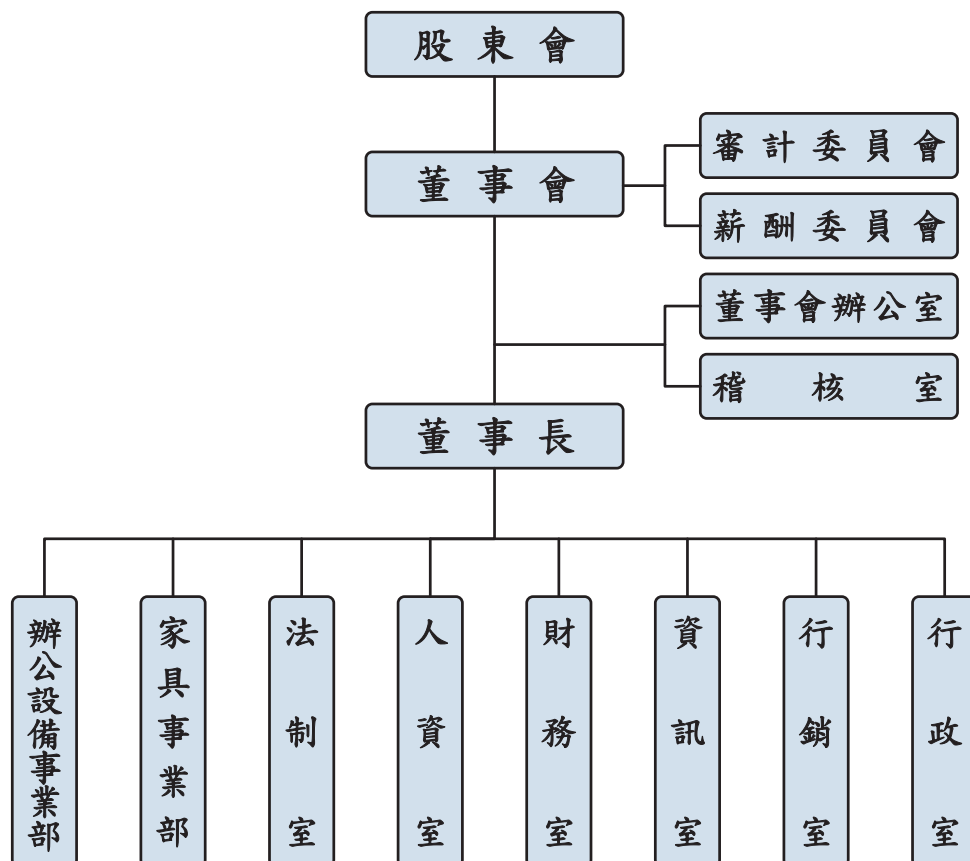 股東會
董事會
審計委員會
薪酬委員會
董事會辦公室
稽核室
董事長
辦公設備事業部
家具事業部
法制室
人資室
財務室
資訊室
行銷室
行政室